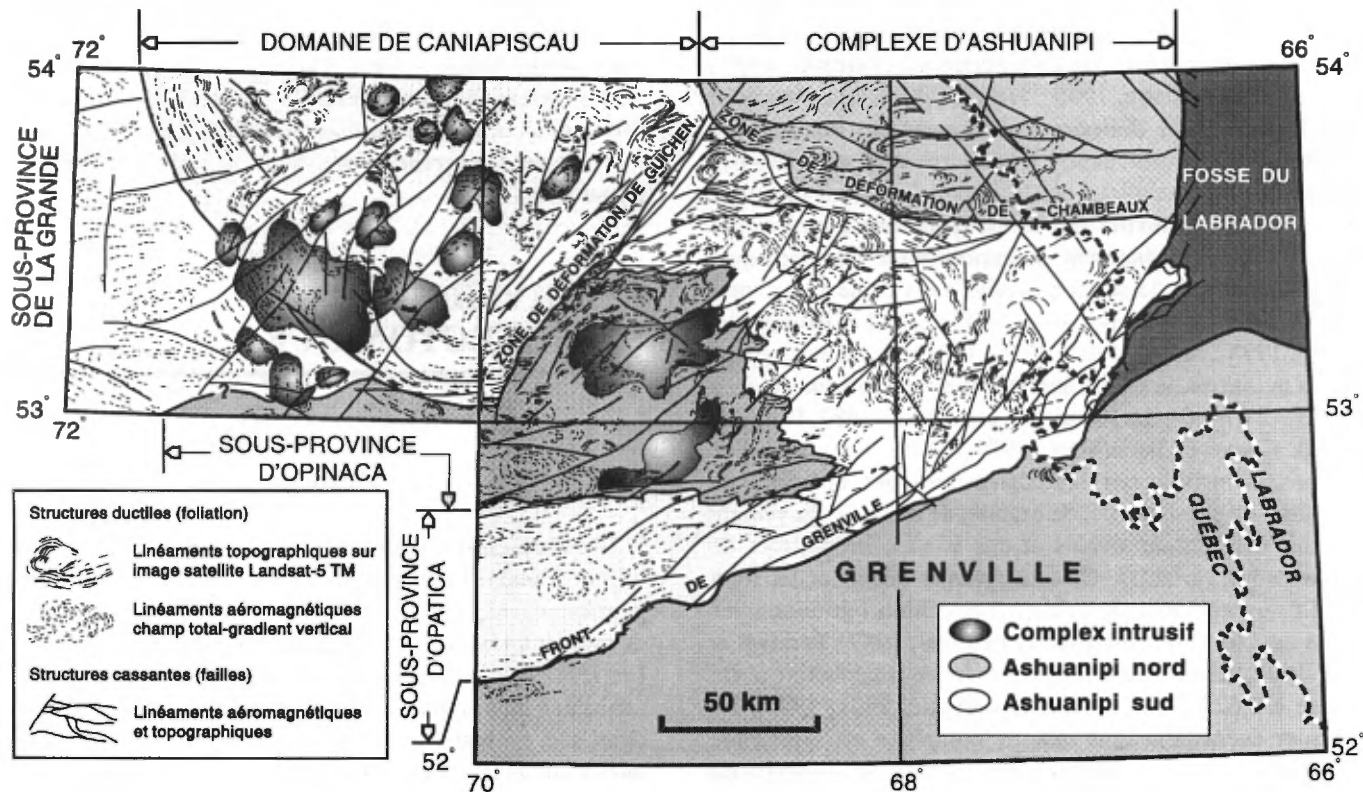 DOMAINE DE CANIAPISCAU
COMPLEXE D'ASHUANIPI
72°
66°
54°
54°
SOUS-PROVINCE
DE LA GRANDE
ZONE DE DÉFORMATION DE GUICHEN
ZONE DE DÉFORMATION DE CHAMBEAUX
FOSSE DU
LABRADOR
53°
53°
72°
?
SOUS-PROVINCE
D'OPINACA
SOUS-PROVINCE
D'OPATICA
Structures ductiles (foliation)
Linéaments topographiques sur
image satellite Landsat-5 TM
Linéaments aéromagnétiques
champ total-gradient vertical
Structures cassantes (failles)
Linéaments aéromagnétiques
et topographiques
FRONT DE GRENVILLE
GRENVILLE
QUÉBEC
LABRADOR
Complex intrusif
Ashuanipi nord
Ashuanipi sud
50 km
52°
52°
70
68
66